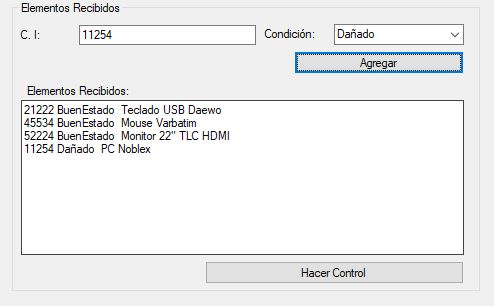 Elementos Recibidos
C. I: 11254 Condición: Dañado
Agregar
Elementos Recibidos:
21222 BuenEstado Teclado USB Daewo
45534 BuenEstado Mouse Varbatim
52224 BuenEstado Monitor 22" TLC HDMI
11254 Dañado PC Noblex
Hacer Control